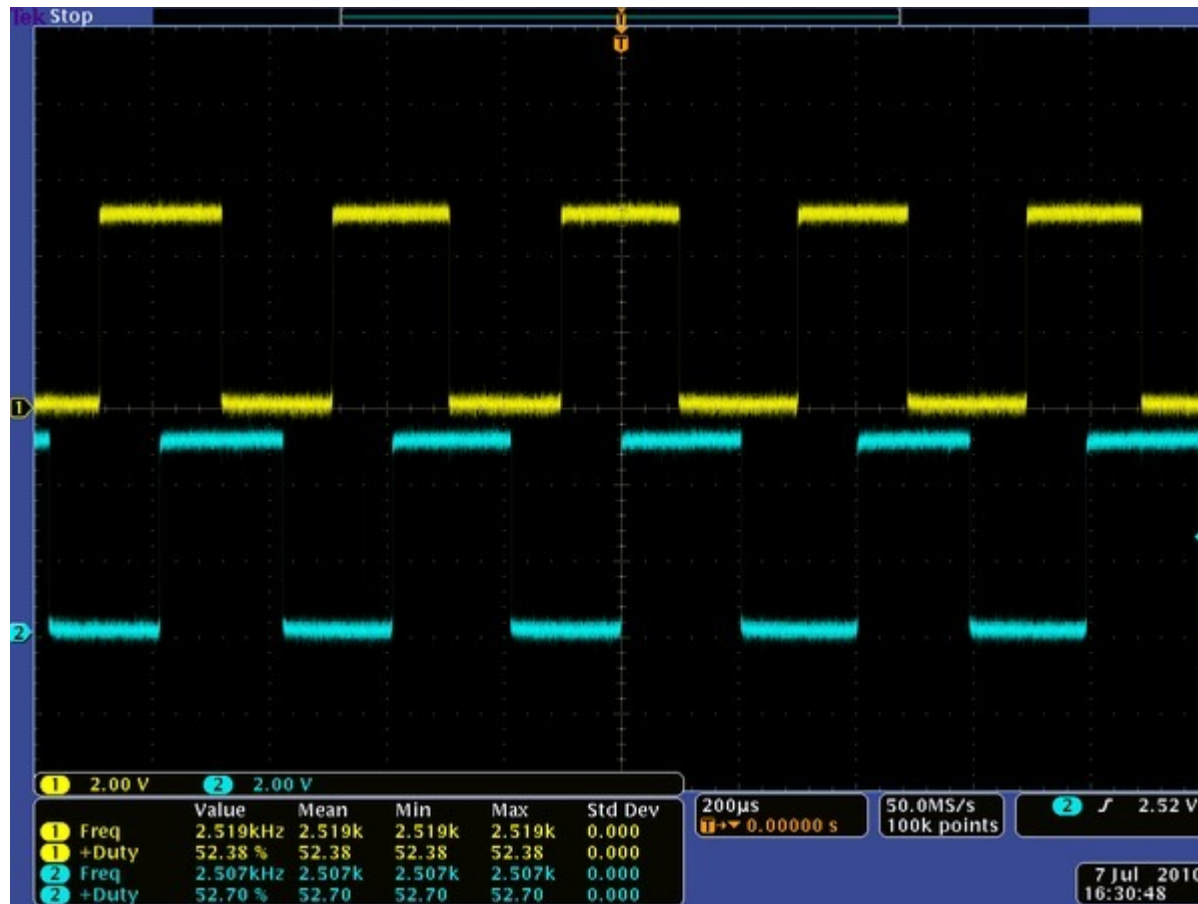 Tek Stop
U
T
1
2
1 2.00 V 2 2.00 V
Value Mean Min Max Std Dev
1 Freq 2.519kHz 2.519k 2.519k 2.519k 0.000
1 +Duty 52.38 % 52.38 52.38 52.38 0.000
2 Freq 2.507kHz 2.507k 2.507k 2.507k 0.000
2 +Duty 52.70 % 52.70 52.70 52.70 0.000
200µs
T→▼ 0.00000 s
50.0MS/s
100k points
2 ƒ 2.52 V
7 Jul 2010
16:30:48